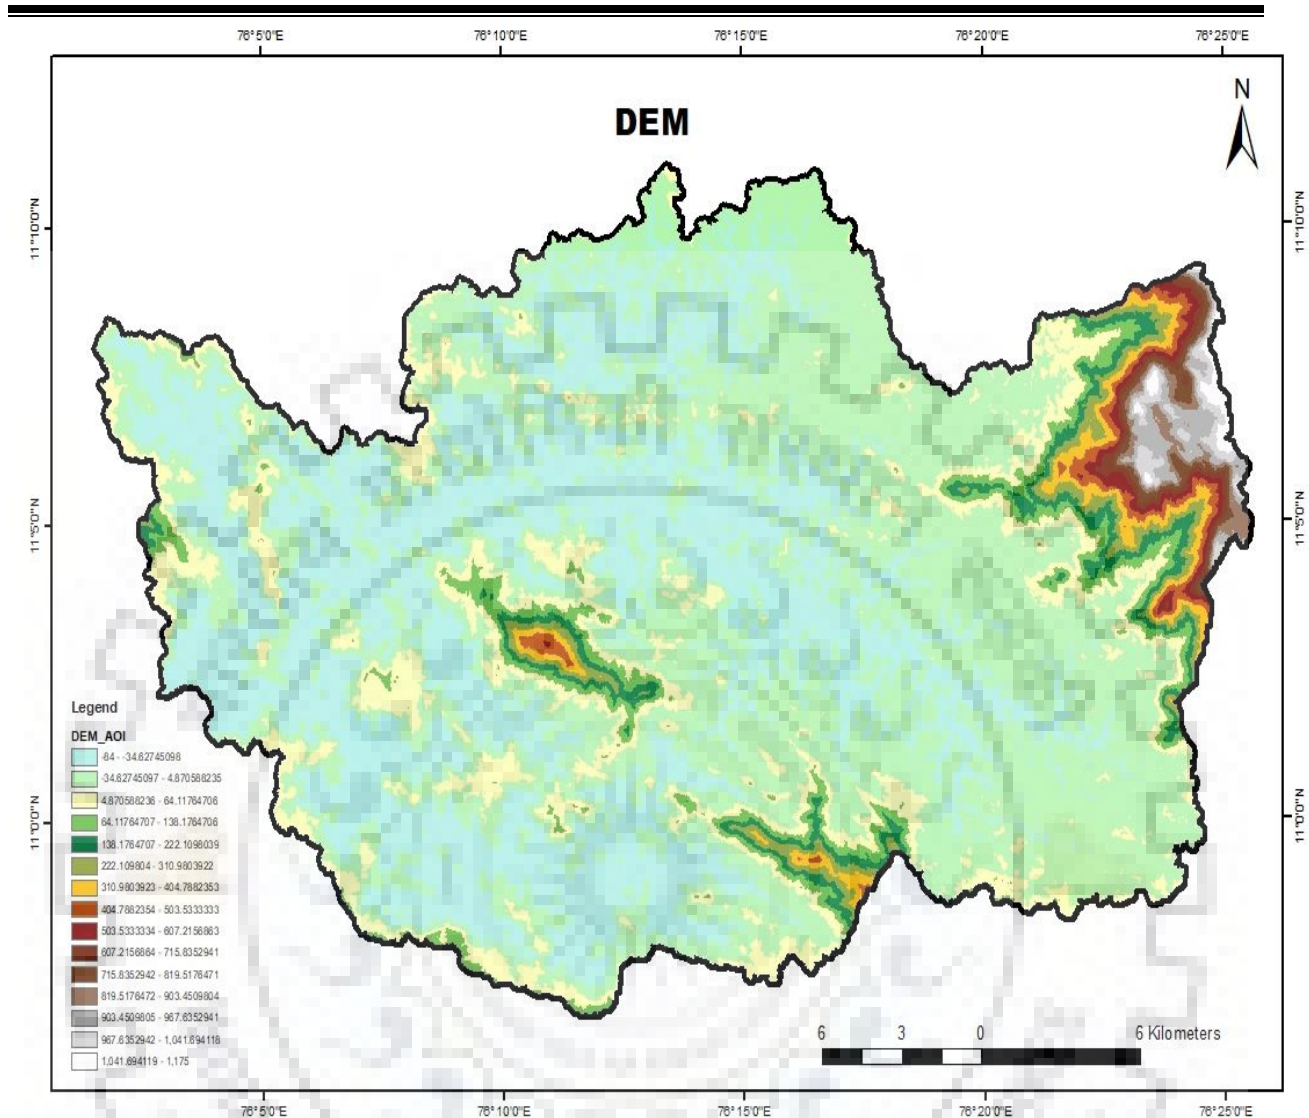 76°5'0"E 76°10'0"E 76°15'0"E 76°20'0"E 76°25'0"E
N
DEM
11°10'0"N 11°10'0"N
11°5'0"N 11°5'0"N
11°0'0"N 11°0'0"N
Legend
DEM_AOI
-64 - -34.62745098
-34.62745097 - 4.870588235
4.870588236 - 64.11764706
64.11764707 - 138.1764706
138.1764707 - 222.1098039
222.109804 - 310.9803922
310.9803923 - 404.7882353
404.7882354 - 503.5333333
503.5333334 - 607.2156863
607.2156864 - 715.8352941
715.8352942 - 819.5176471
819.5176472 - 903.4509804
903.4509805 - 967.6352941
967.6352942 - 1,041.694118
1,041.694119 - 1,175
6 3 0 6 Kilometers
76°5'0"E 76°10'0"E 76°15'0"E 76°20'0"E 76°25'0"E